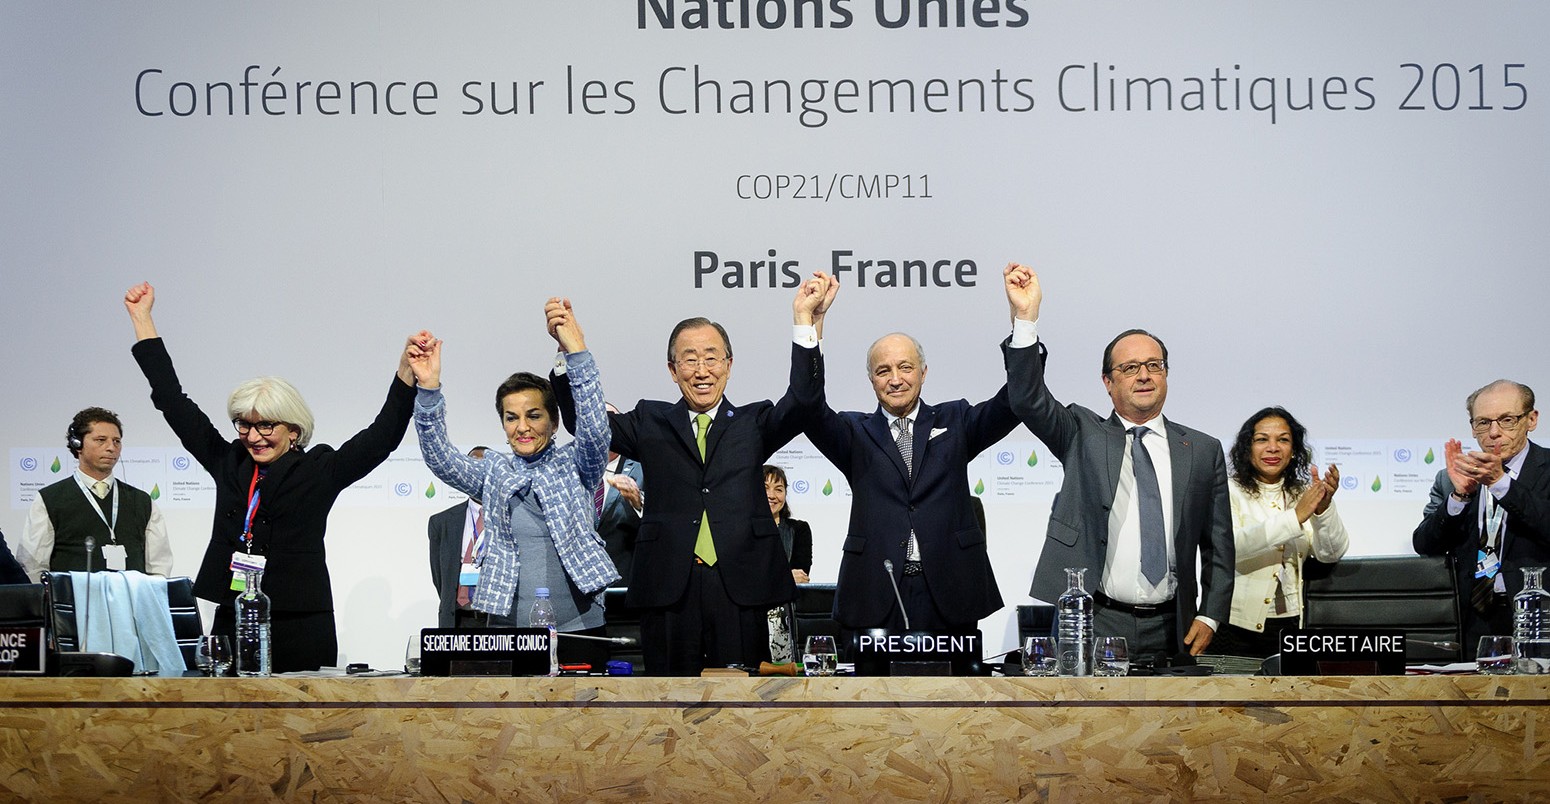 Nations Unies
Conférence sur les Changements Climatiques 2015
COP21/CMP11
Paris, France
SECRETAIRE EXECUTIVE CCNUCC
PRESIDENT
SECRETAIRE